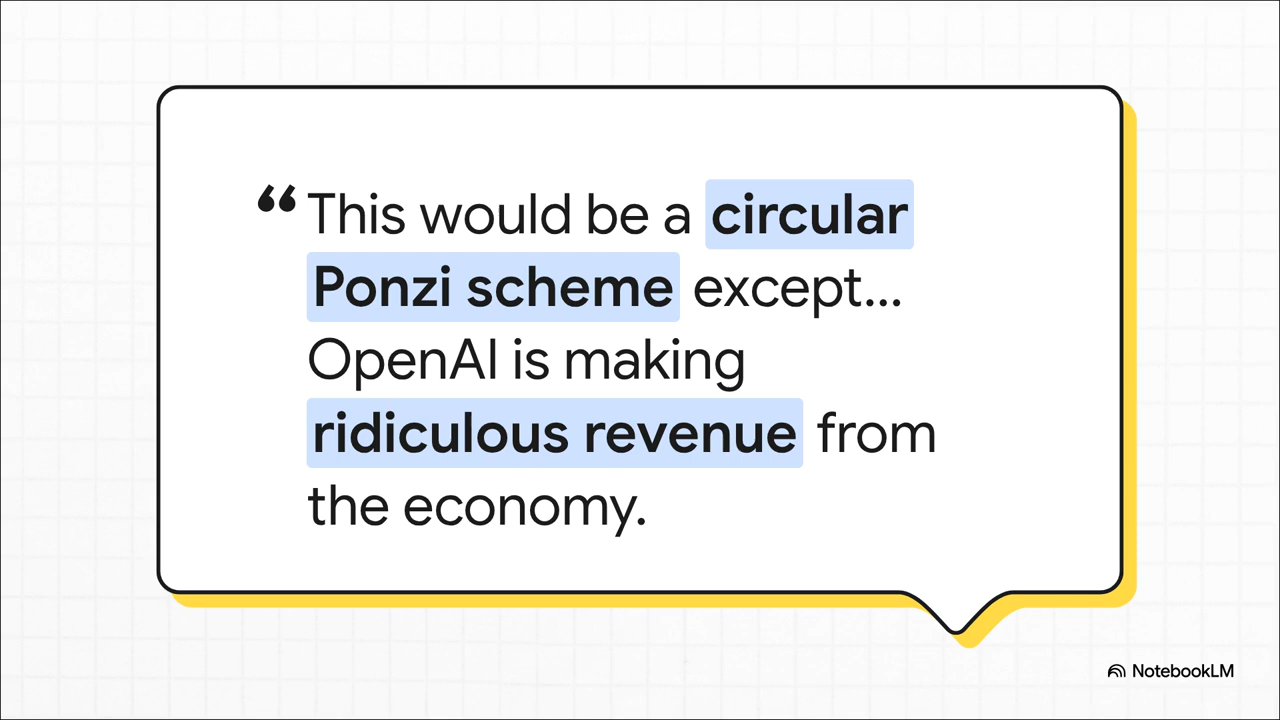 “This would be a circular
Ponzi scheme except...
OpenAI is making
ridiculous revenue from
the economy.
NotebookLM